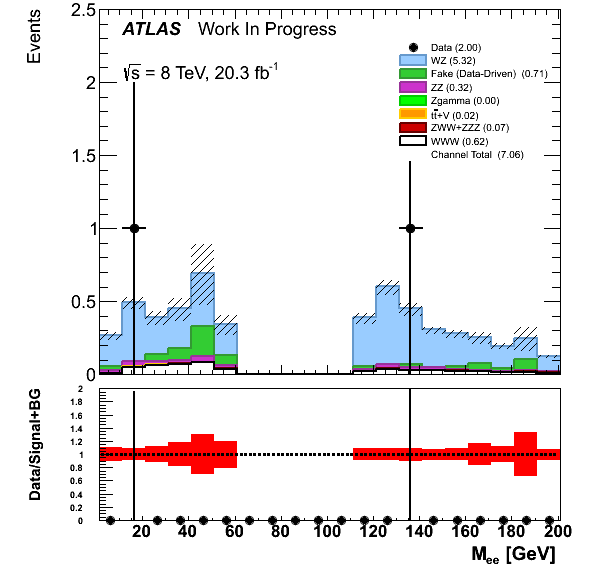 Events
2.5
2
1.5
1
0.5
0
ATLAS Work In Progress
√s = 8 TeV, 20.3 fb-1
Data (2.00)
WZ (5.32)
Fake (Data-Driven) (0.71)
ZZ (0.32)
Zgamma (0.00)
tt̄+V (0.02)
ZWW+ZZZ (0.07)
WWW (0.62)
Channel Total (7.06)
Data/Signal+BG
2
1.8
1.6
1.4
1.2
1
0.8
0.6
0.4
0.2
0
20 40 60 80 100 120 140 160 180 200
Mee [GeV]